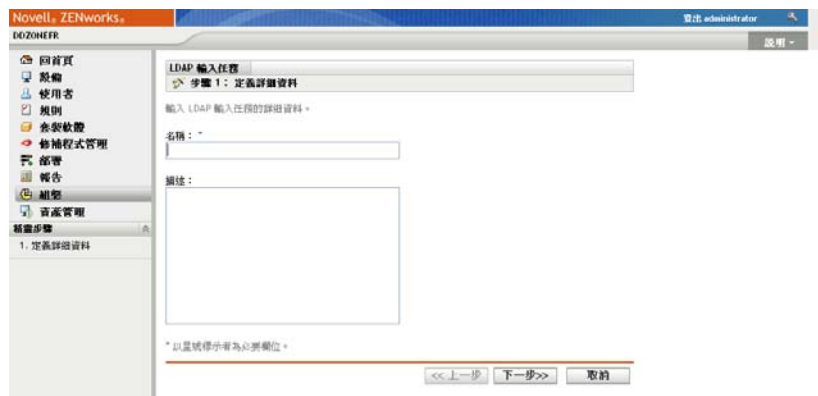 Novell® ZENworks®
登出 administrator
DDZONEFR
說明
回首頁
設備
使用者
規則
套裝軟體
修補程式管理
部署
報告
組態
資產管理
精靈步驟
1. 定義詳細資料
LDAP 輸入任務
步驟 1： 定義詳細資料
輸入 LDAP 輸入任務的詳細資料。
名稱： *
描述：
* 以星號標示者為必要欄位。
<< 上一步 下一步>> 取消